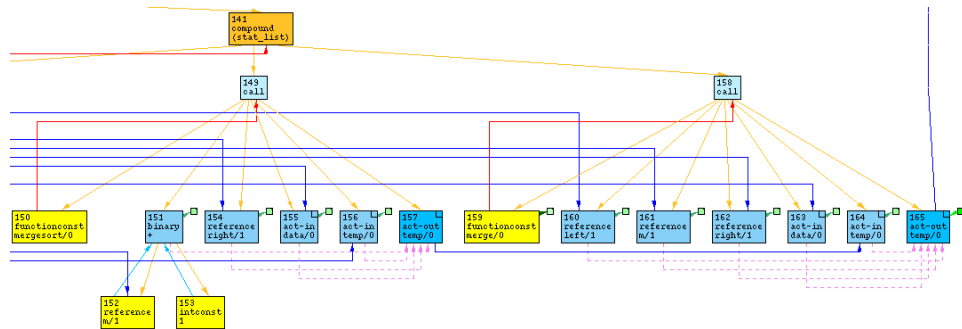 141
compound
(stat_list)
149
call
158
call
150
functionconst
mergesort/0
151
binary
+
154
reference
right/1
155
act-in
data/0
156
act-in
temp/0
157
act-out
temp/0
159
functionconst
merge/0
160
reference
left/1
161
reference
m/1
162
reference
right/1
163
act-in
data/0
164
act-in
temp/0
165
act-out
temp/0
152
reference
m/1
153
intconst
1